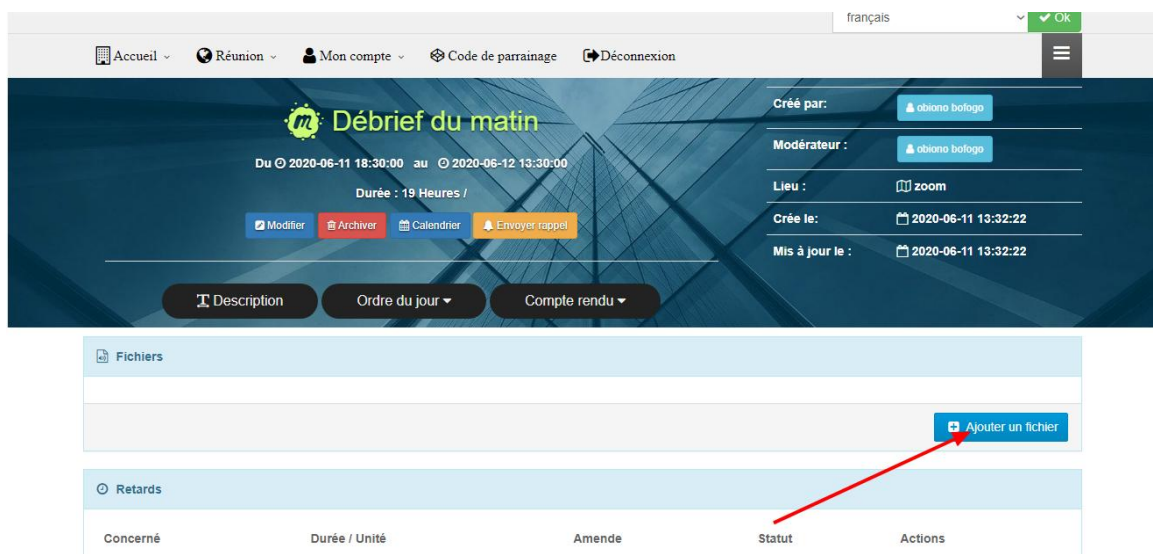 français
Ok
Accueil
Réunion
Mon compte
Code de parrainage
Déconnexion
Débrief du matin
Du 2020-06-11 18:30:00 au 2020-06-12 13:30:00
Durée : 19 Heures /
Modifier
Archiver
Calendrier
Envoyer rappel
Créé par:
obiono bofogo
Modérateur :
obiono bofogo
Lieu :
zoom
Crée le:
2020-06-11 13:32:22
Mis à jour le :
2020-06-11 13:32:22
Description
Ordre du jour
Compte rendu
Fichiers
Ajouter un fichier
Retards
Concerné
Durée / Unité
Amende
Statut
Actions